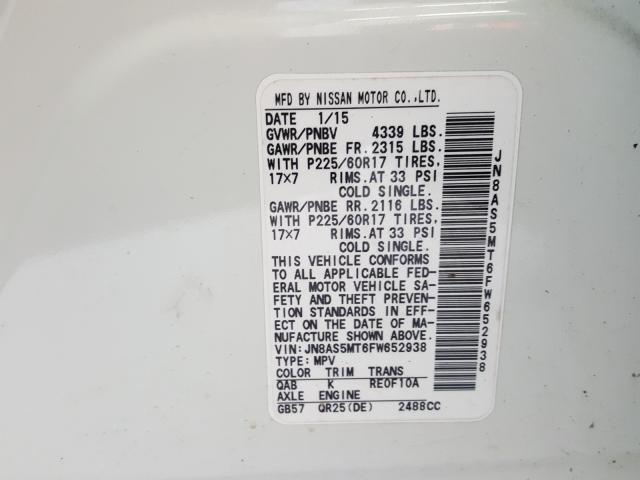 MFD BY NISSAN MOTOR CO.,LTD.
DATE 1/15
GVWR/PNBV 4339 LBS.
GAWR/PNBE FR. 2315 LBS.
WITH P225/60R17 TIRES,
17×7 RIMS.AT 33 PSI
COLD SINGLE.
GAWR/PNBE RR. 2116 LBS.
WITH P225/60R17 TIRES,
17×7 RIMS.AT 33 PSI
COLD SINGLE.
THIS VEHICLE CONFORMS
TO ALL APPLICABLE FED-
ERAL MOTOR VEHICLE SA-
FETY AND THEFT PREVEN-
TION STANDARDS IN EFF-
ECT ON THE DATE OF MA-
NUFACTURE SHOWN ABOVE.
VIN: JN8AS5MT6FW652938
TYPE: MPV
COLOR TRIM TRANS
QAB K RE0F10A
AXLE ENGINE
GB57 QR25(DE) 2488CC
JN8AS5MT6FW652938